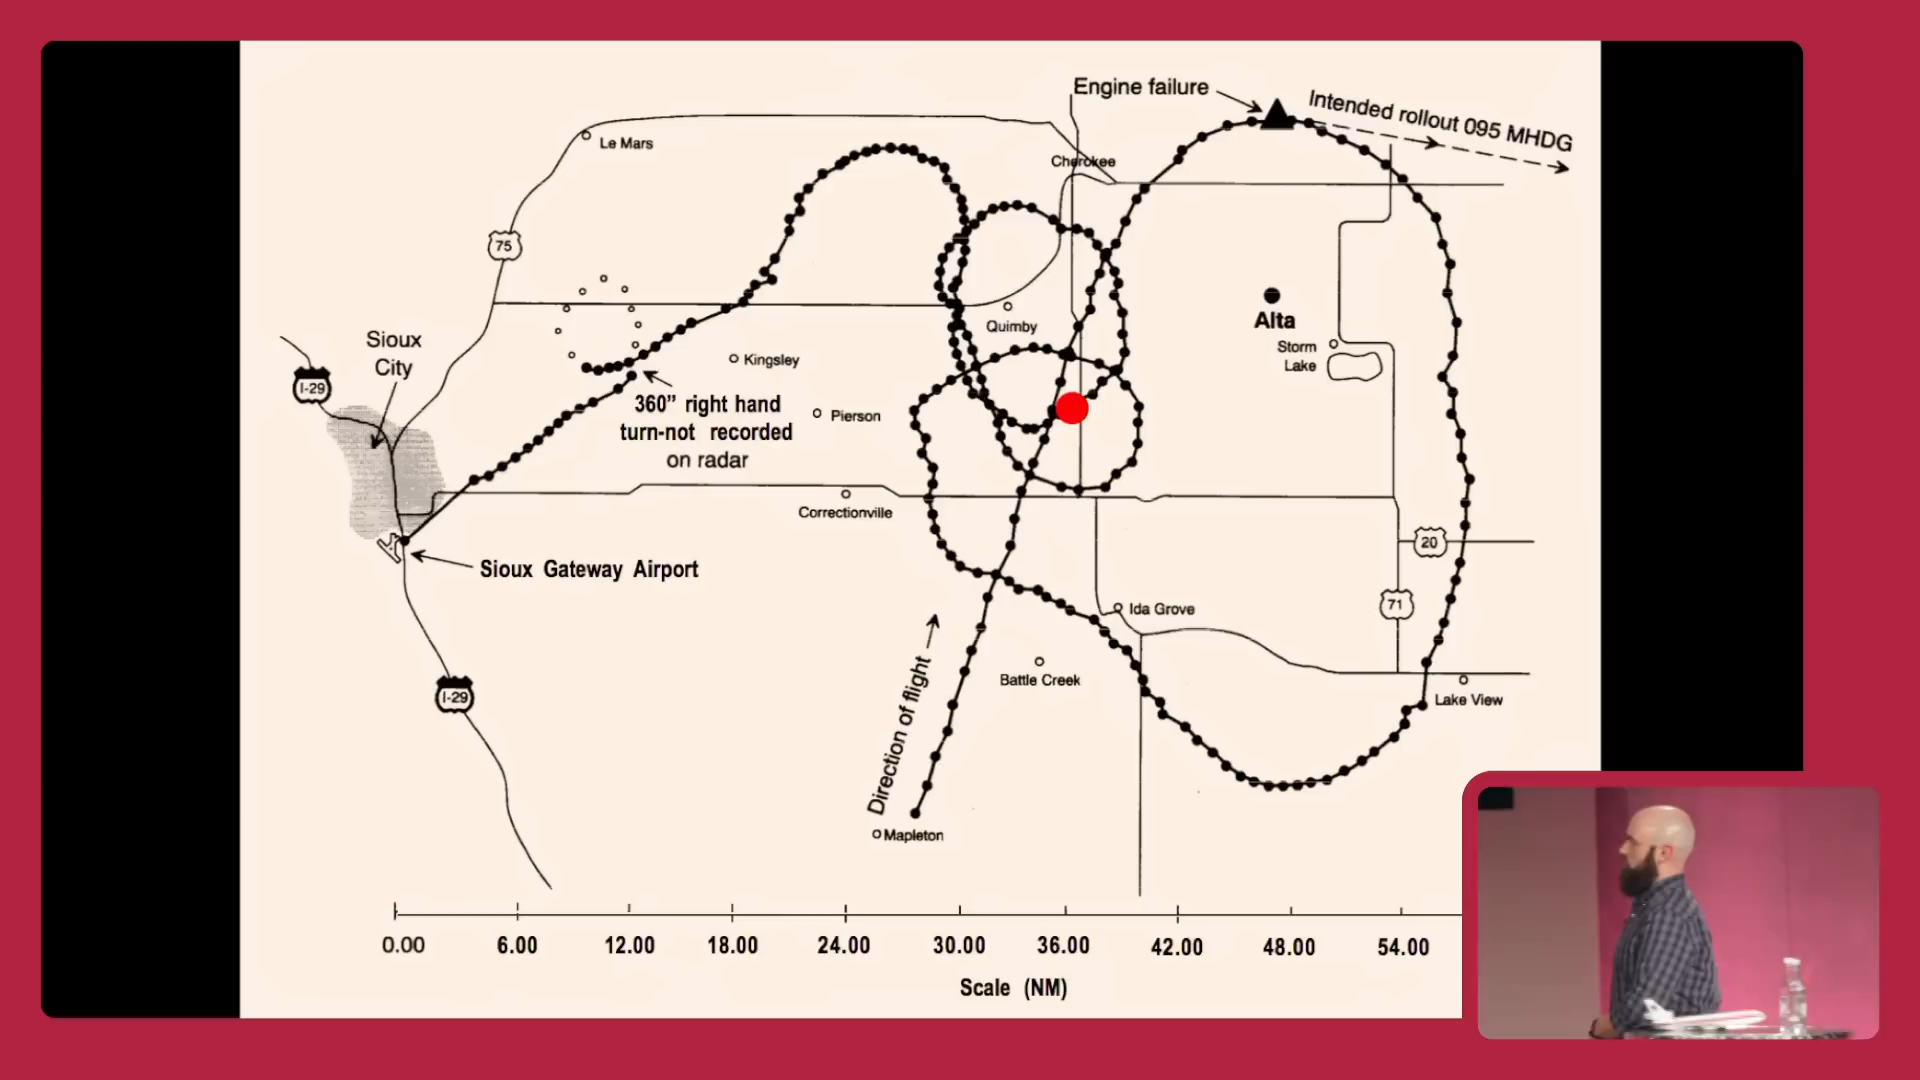 Engine failure
Intended rollout 095 MHDG
Le Mars
Cherokee
75
Alta
Sioux
City
Quimby
Storm
Lake
Kingsley
I-29
360” right hand
turn-not recorded
on radar
Pierson
Correctionville
20
Sioux Gateway Airport
71
Ida Grove
Direction of flight
Battle Creek
I-29
Lake View
Mapleton
0.00 6.00 12.00 18.00 24.00 30.00 36.00 42.00 48.00 54.00
Scale (NM)